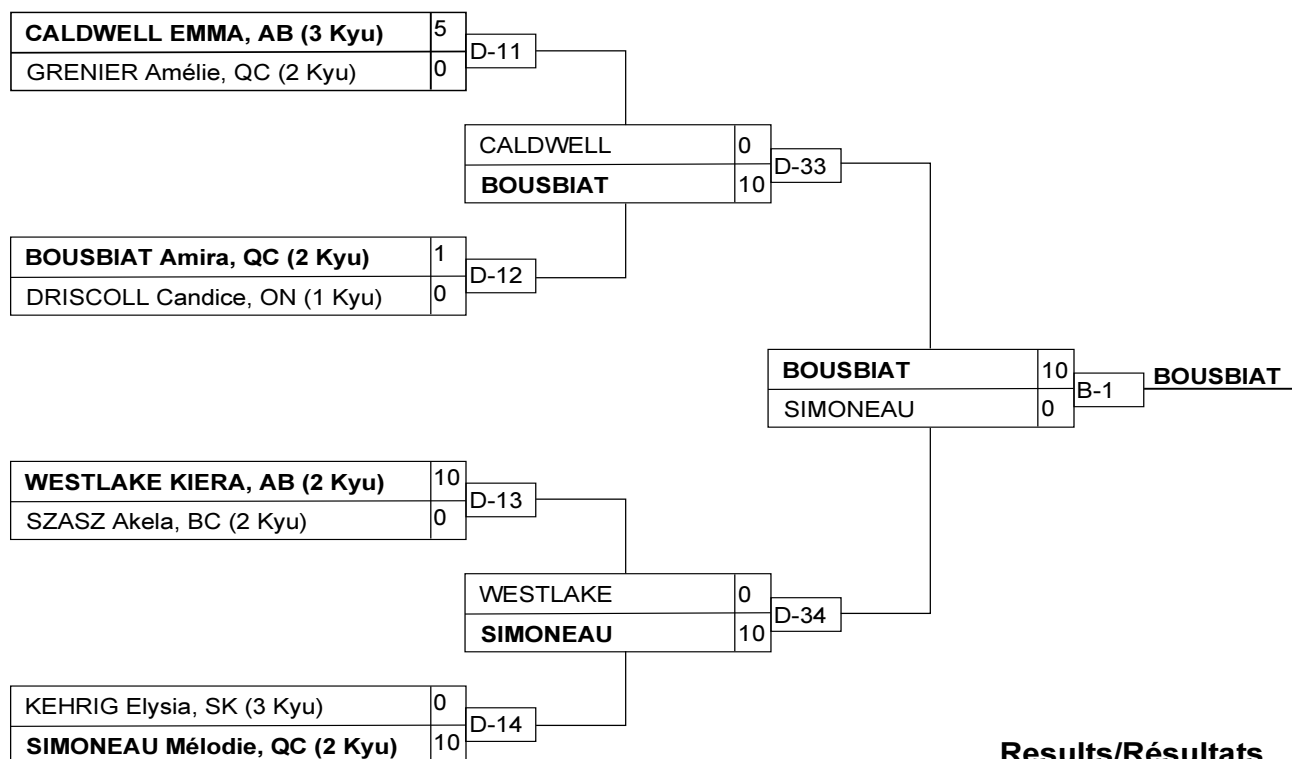 CALDWELL EMMA, AB (3 Kyu) 5
D-11
GRENIER Amélie, QC (2 Kyu) 0
CALDWELL 0
D-33
BOUSBIAT 10
BOUSBIAT Amira, QC (2 Kyu) 1
D-12
DRISCOLL Candice, ON (1 Kyu) 0
BOUSBIAT 10
B-1 BOUSBIAT
SIMONEAU 0
WESTLAKE KIERA, AB (2 Kyu) 10
D-13
SZASZ Akela, BC (2 Kyu) 0
WESTLAKE 0
D-34
SIMONEAU 10
KEHRIG Elysia, SK (3 Kyu) 0
D-14
SIMONEAU Mélodie, QC (2 Kyu) 10
Results/Résultats